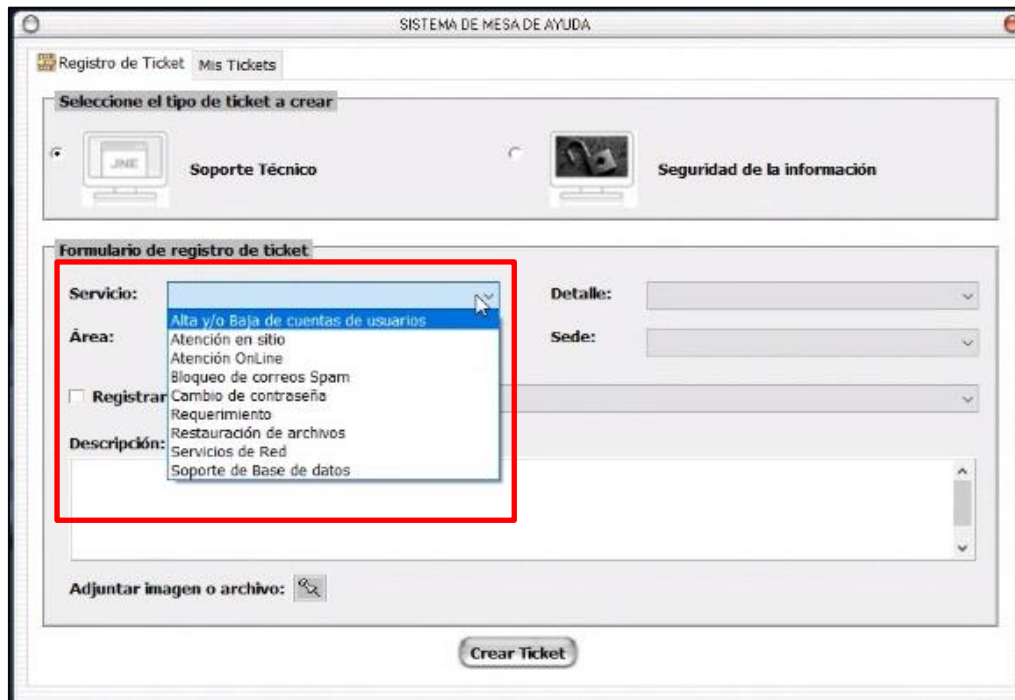 SISTEMA DE MESA DE AYUDA
Registro de Ticket Mis Tickets
Seleccione el tipo de ticket a crear
JNE Soporte Técnico Seguridad de la información
Formulario de registro de ticket
Servicio: Detalle:
Alta y/o Baja de cuentas de usuarios
Área: Atención en sitio Sede:
Atención OnLine
Bloqueo de correos Spam
Registrar Cambio de contraseña
Requerimiento
Restauración de archivos
Descripción: Servicios de Red
Soporte de Base de datos
Adjuntar imagen o archivo:
Crear Ticket